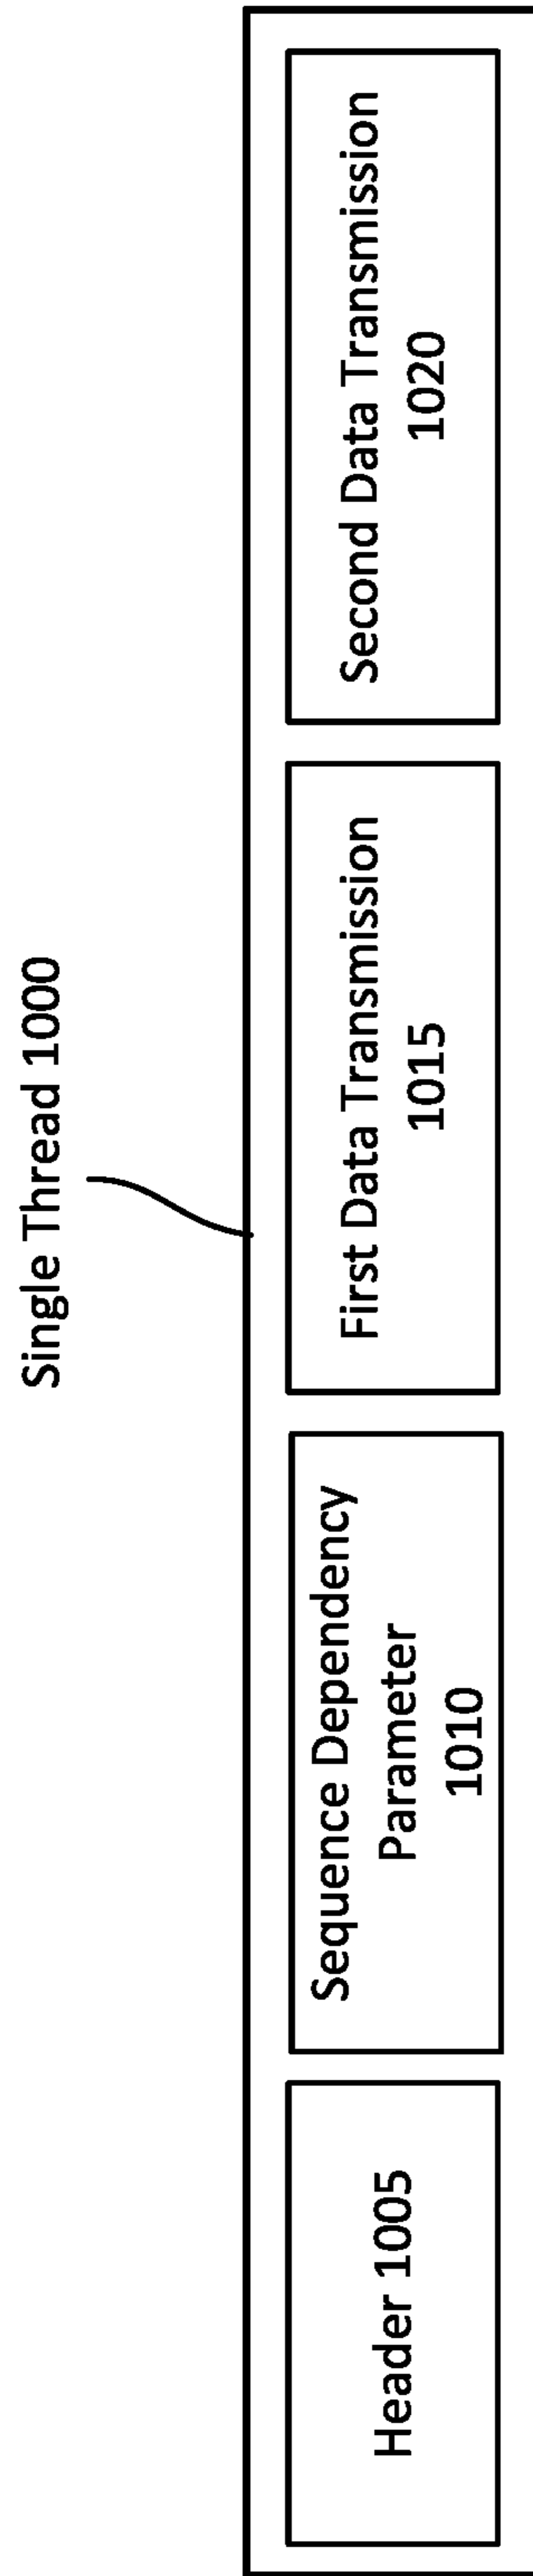 Single Thread 1000
Header 1005
Sequence Dependency
Parameter
1010
First Data Transmission
1015
Second Data Transmission
1020